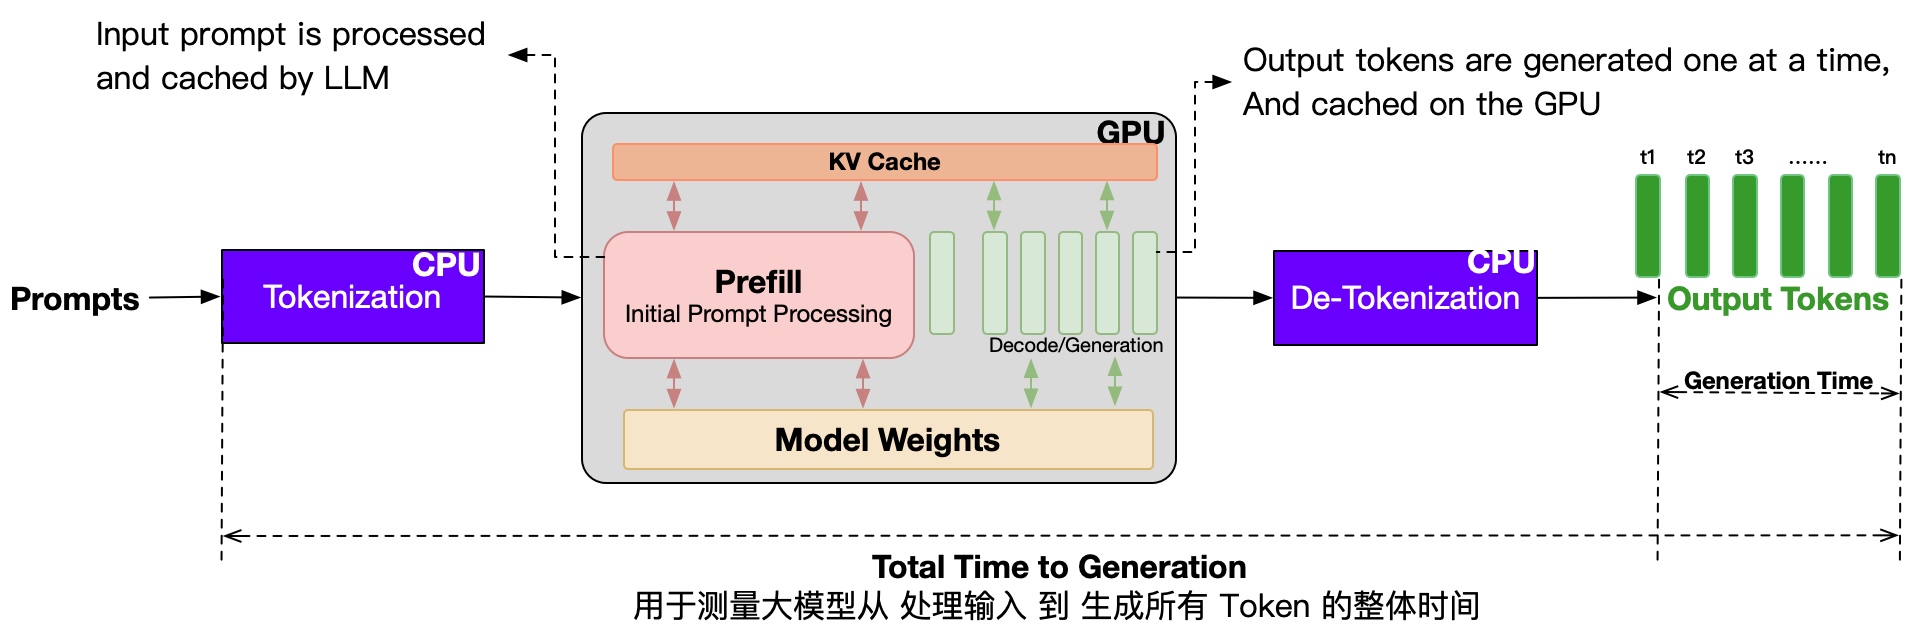 Input prompt is processed
and cached by LLM
Output tokens are generated one at a time,
And cached on the GPU
GPU
KV Cache
t1 t2 t3 ...... tn
Prompts
CPU
Tokenization
Prefill
Initial Prompt Processing
Decode/Generation
CPU
De-Tokenization
Output Tokens
Generation Time
Model Weights
Total Time to Generation
用于测量大模型从 处理输入 到 生成所有 Token 的整体时间